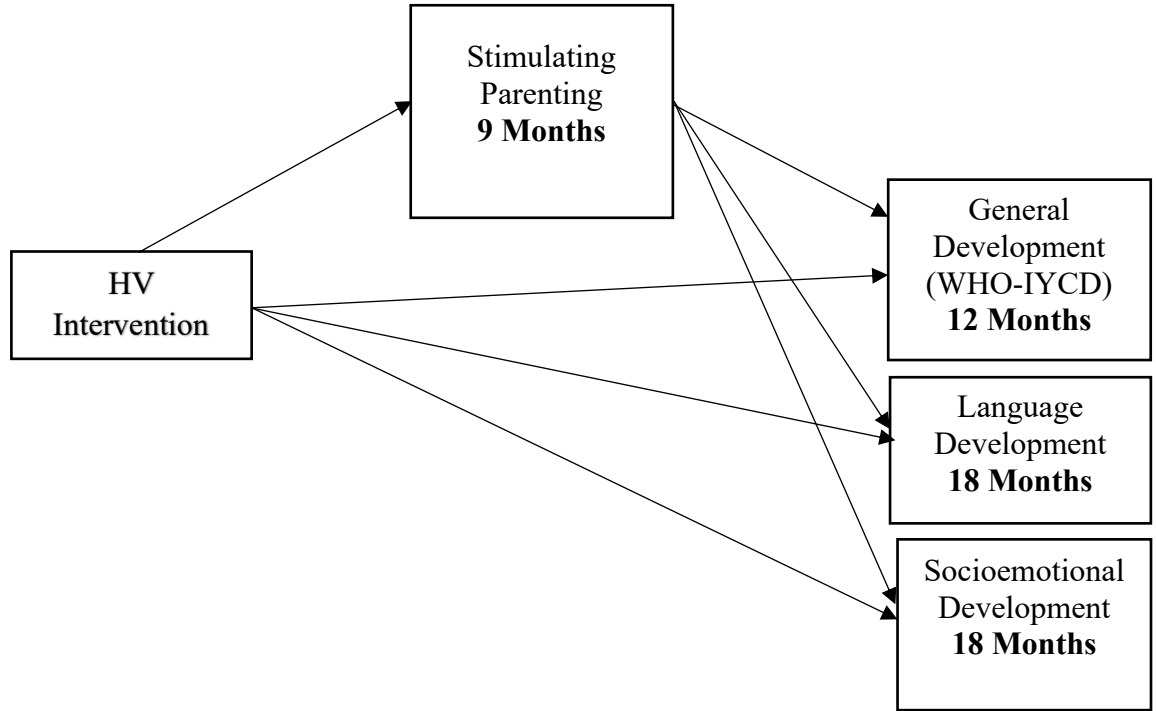 Stimulating
Parenting
9 Months
HV
Intervention
General
Development
(WHO-IYCD)
12 Months
Language
Development
18 Months
Socioemotional
Development
18 Months